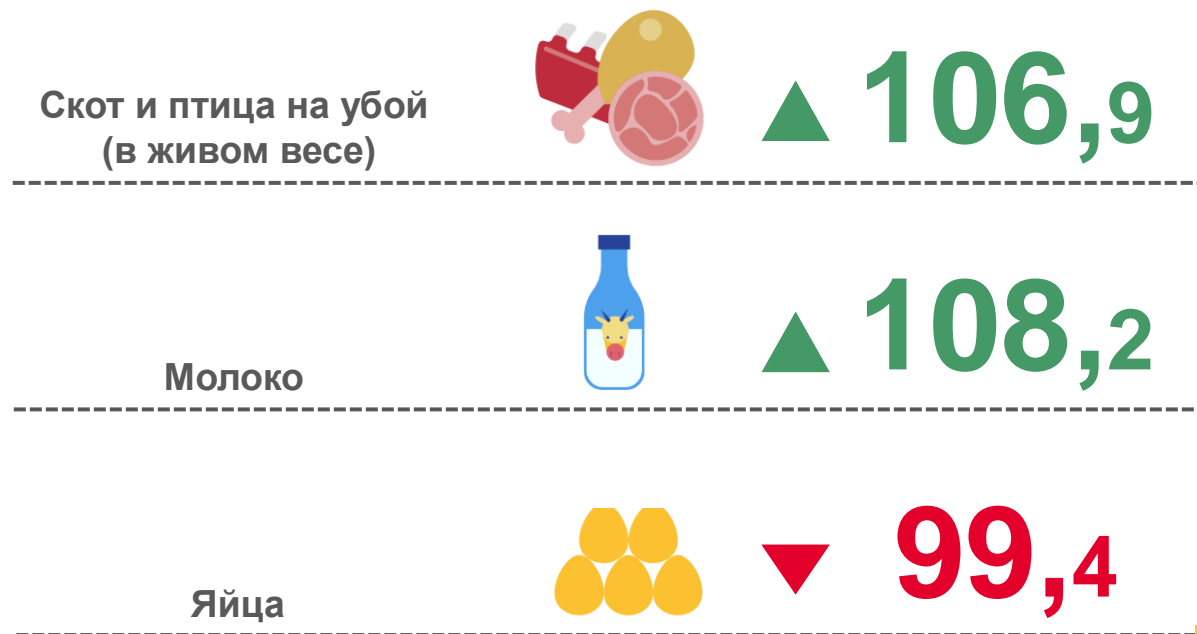 Скот и птица на убой
(в живом весе)
106,9
Молоко
108,2
Яйца
99,4